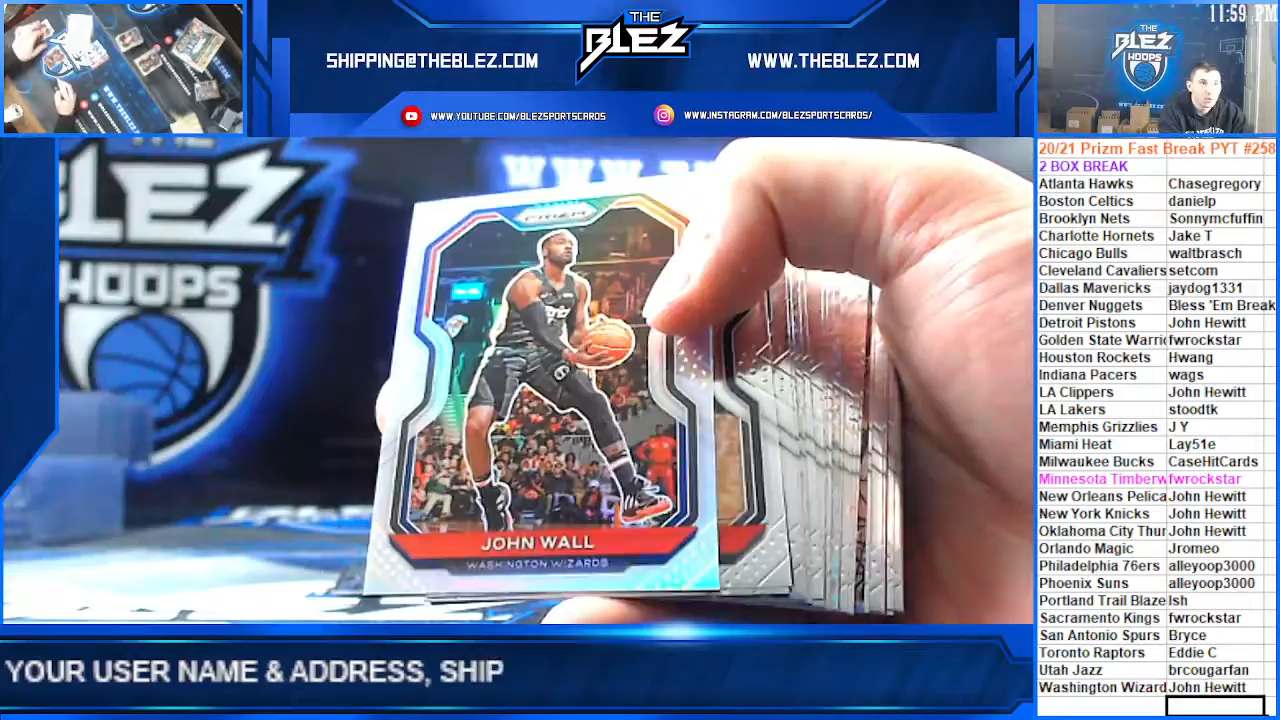 THE
BLEZ
SHIPPING@THEBLEZ.COM
WWW.THEBLEZ.COM
WWW.YOUTUBE.COM/BLEZSPORTSCARDS
WWW.INSTAGRAM.COM/BLEZSPORTSCARDS/
11:59 PM
THE
BLEZ
HOOPS
20/21 Prizm Fast Break PYT #258
2 BOX BREAK
Atlanta Hawks Chasegregory
Boston Celtics danielp
Brooklyn Nets Sonnymcfuffin
Charlotte Hornets Jake T
Chicago Bulls waltbrasch
Cleveland Cavaliers setcom
Dallas Mavericks jaydog1331
Denver Nuggets Bless 'Em Break
Detroit Pistons John Hewitt
Golden State Warri fwrockstar
Houston Rockets Hwang
Indiana Pacers wags
LA Clippers John Hewitt
LA Lakers stoodtk
Memphis Grizzlies J Y
Miami Heat Lay51e
Milwaukee Bucks CaseHitCards
Minnesota Timberw fwrockstar
New Orleans Pelica John Hewitt
New York Knicks John Hewitt
Oklahoma City Thun John Hewitt
Orlando Magic Jromeo
Philadelphia 76ers alleyoop3000
Phoenix Suns alleyoop3000
Portland Trail Blaze Ish
Sacramento Kings fwrockstar
San Antonio Spurs Bryce
Toronto Raptors Eddie C
Utah Jazz brcougarfan
Washington Wizard John Hewitt
THE
BLEZ
HOOPS
PRIZM
JOHN WALL
WASHINGTON WIZARDS
YOUR USER NAME & ADDRESS, SHIP